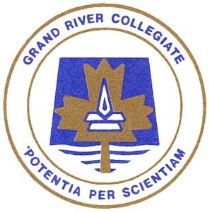 GRAND RIVER COLLEGIATE
'POTENTIA PER SCIENTIAM